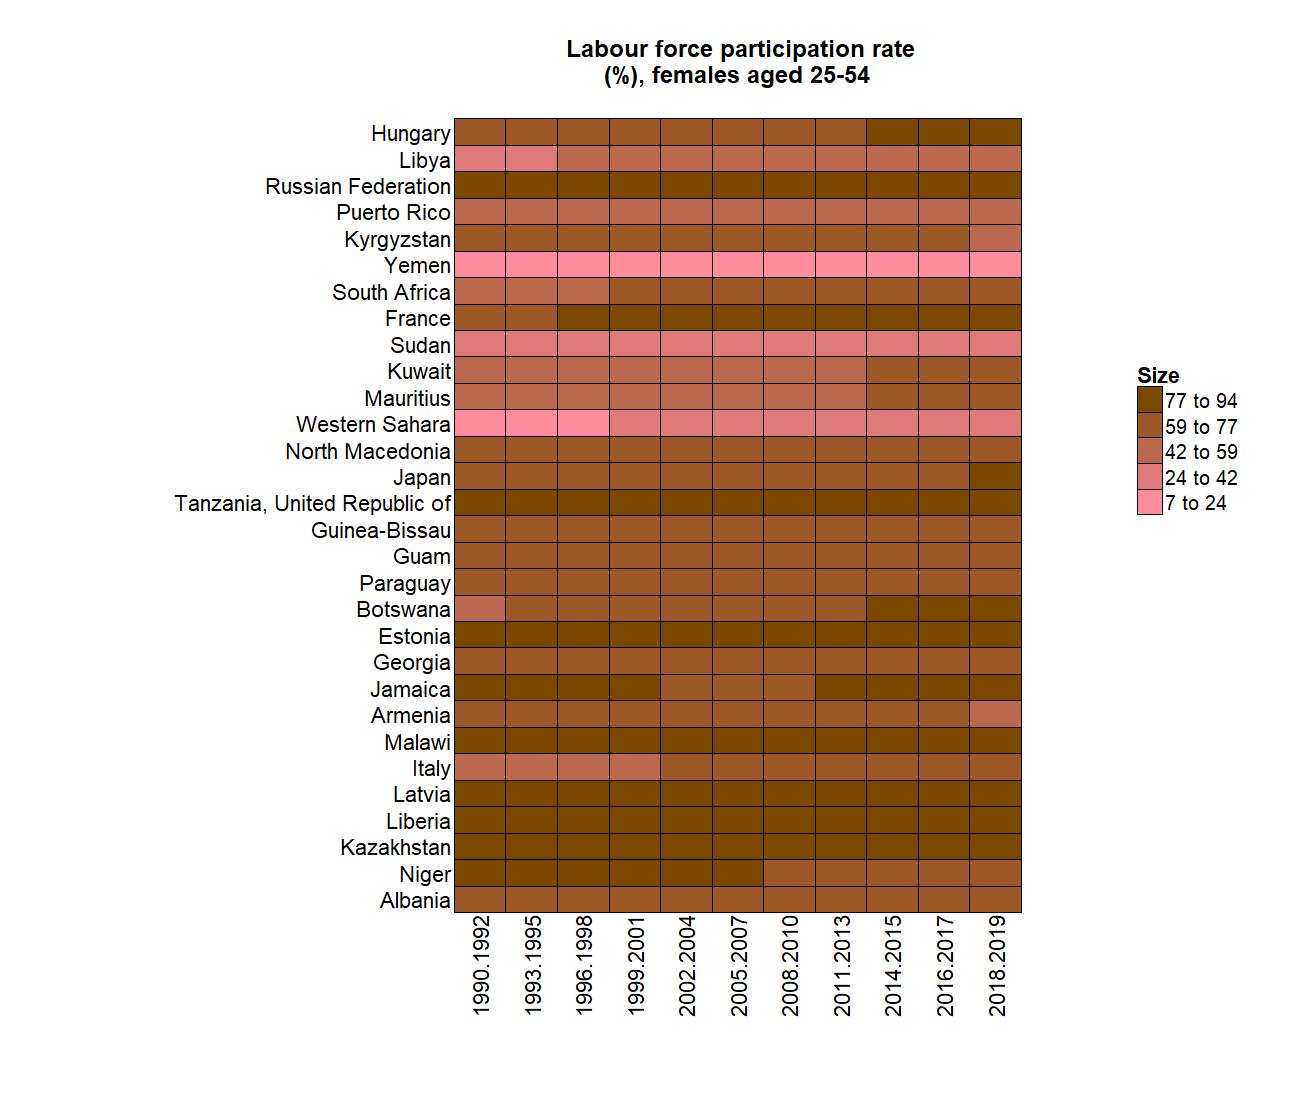 Labour force participation rate
(%), females aged 25-54
Hungary
Libya
Russian Federation
Puerto Rico
Kyrgyzstan
Yemen
South Africa
France
Sudan
Kuwait
Mauritius
Western Sahara
North Macedonia
Japan
Tanzania, United Republic of
Guinea-Bissau
Guam
Paraguay
Botswana
Estonia
Georgia
Jamaica
Armenia
Malawi
Italy
Latvia
Liberia
Kazakhstan
Niger
Albania
1990.1992
1993.1995
1996.1998
1999.2001
2002.2004
2005.2007
2008.2010
2011.2013
2014.2015
2016.2017
2018.2019
Size
77 to 94
59 to 77
42 to 59
24 to 42
7 to 24